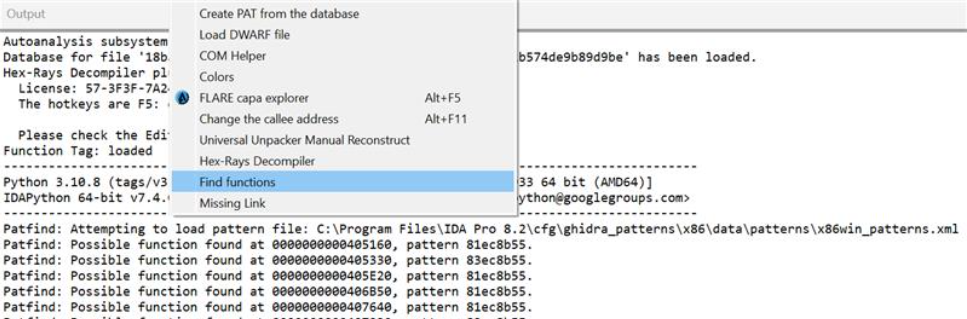 Output
Create PAT from the database
Load DWARF file
COM Helper
Colors
FLARE capa explorer Alt+F5
Change the callee address Alt+F11
Universal Unpacker Manual Reconstruct
Hex-Rays Decompiler
Find functions
Missing Link
Autoanalysis subsystem
Database for file '18b b574de9b89d9be' has been loaded.
Hex-Rays Decompiler pl
License: 57-3F3F-7A2
The hotkeys are F5:
Please check the Edi
Function Tag: loaded
Python 3.10.8 (tags/v3 33 64 bit (AMD64)]
IDAPython 64-bit v7.4. ython@googlegroups.com>
Patfind: Attempting to load pattern file: C:\Program Files\IDA Pro 8.2\cfg\ghidra_patterns\x86\data\patterns\x86win_patterns.xml
Patfind: Possible function found at 0000000000405160, pattern 81ec8b55.
Patfind: Possible function found at 0000000000405330, pattern 83ec8b55.
Patfind: Possible function found at 0000000000405E20, pattern 81ec8b55.
Patfind: Possible function found at 0000000000406B50, pattern 81ec8b55.
Patfind: Possible function found at 0000000000407640, pattern 81ec8b55.